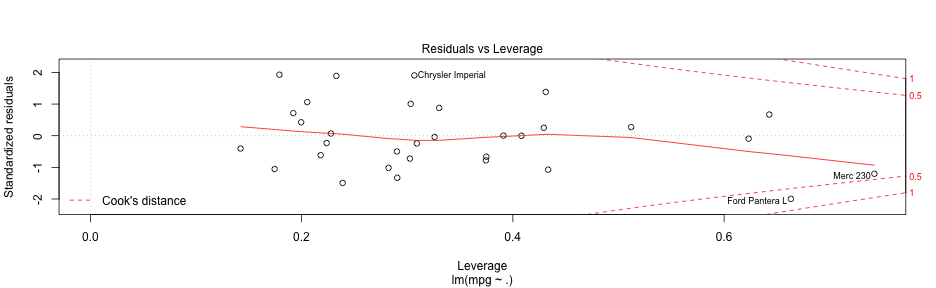 Residuals vs Leverage
Standardized residuals
2
1
0
-1
-2
Chrysler Imperial
Merc 230
Ford Pantera L
1
0.5
0.5
1
Cook's distance
0.0
0.2
0.4
0.6
Leverage
lm(mpg ~ .)